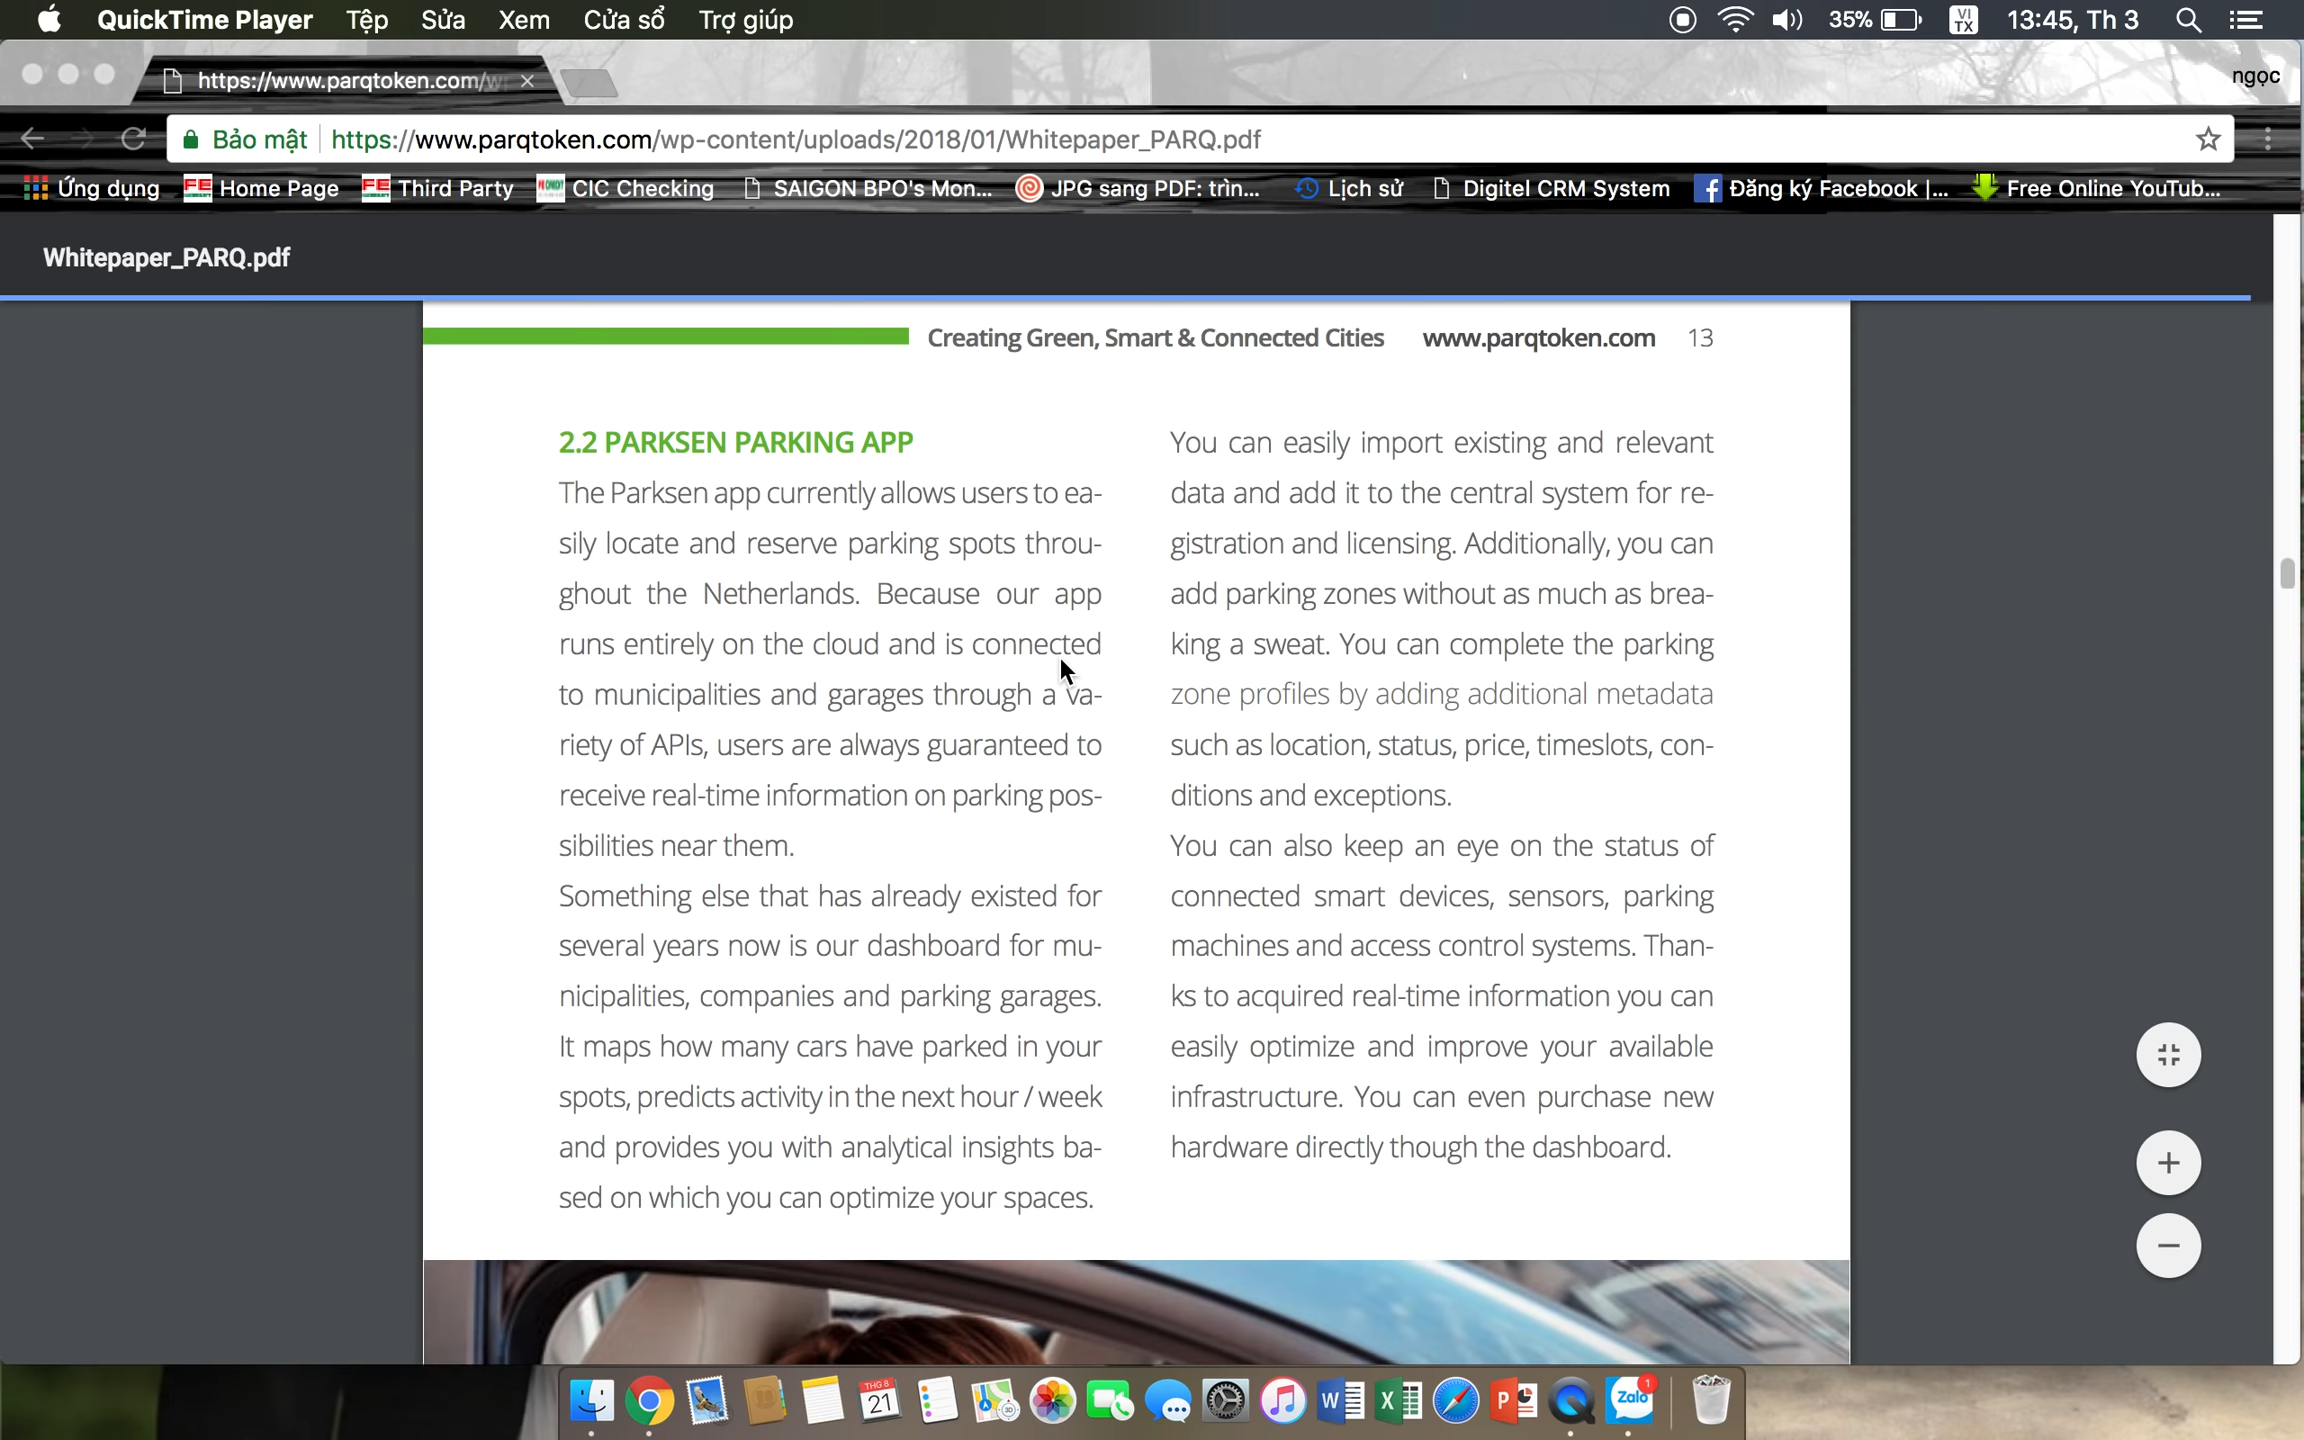 QuickTime Player Tệp Sửa Xem Cửa sổ Trợ giúp 35% VI TX 13:45, Th 3
https://www.parqtoken.com/w ngọc
Bảo mật https://www.parqtoken.com/wp-content/uploads/2018/01/Whitepaper_PARQ.pdf
Ứng dụng Home Page Third Party CIC Checking SAIGON BPO's Mon... JPG sang PDF: trìn... Lịch sử Digitel CRM System Đăng ký Facebook |... Free Online YouTub...
Whitepaper_PARQ.pdf
Creating Green, Smart & Connected Cities www.parqtoken.com 13
2.2 PARKSEN PARKING APP
The Parksen app currently allows users to ea-
sily locate and reserve parking spots throu-
ghout the Netherlands. Because our app
runs entirely on the cloud and is connected
to municipalities and garages through a va-
riety of APIs, users are always guaranteed to
receive real-time information on parking pos-
sibilities near them.
Something else that has already existed for
several years now is our dashboard for mu-
nicipalities, companies and parking garages.
It maps how many cars have parked in your
spots, predicts activity in the next hour / week
and provides you with analytical insights ba-
sed on which you can optimize your spaces.
You can easily import existing and relevant
data and add it to the central system for re-
gistration and licensing. Additionally, you can
add parking zones without as much as brea-
king a sweat. You can complete the parking
zone profiles by adding additional metadata
such as location, status, price, timeslots, con-
ditions and exceptions.
You can also keep an eye on the status of
connected smart devices, sensors, parking
machines and access control systems. Than-
ks to acquired real-time information you can
easily optimize and improve your available
infrastructure. You can even purchase new
hardware directly though the dashboard.
THG 8
21 3D W X P Zalo 1